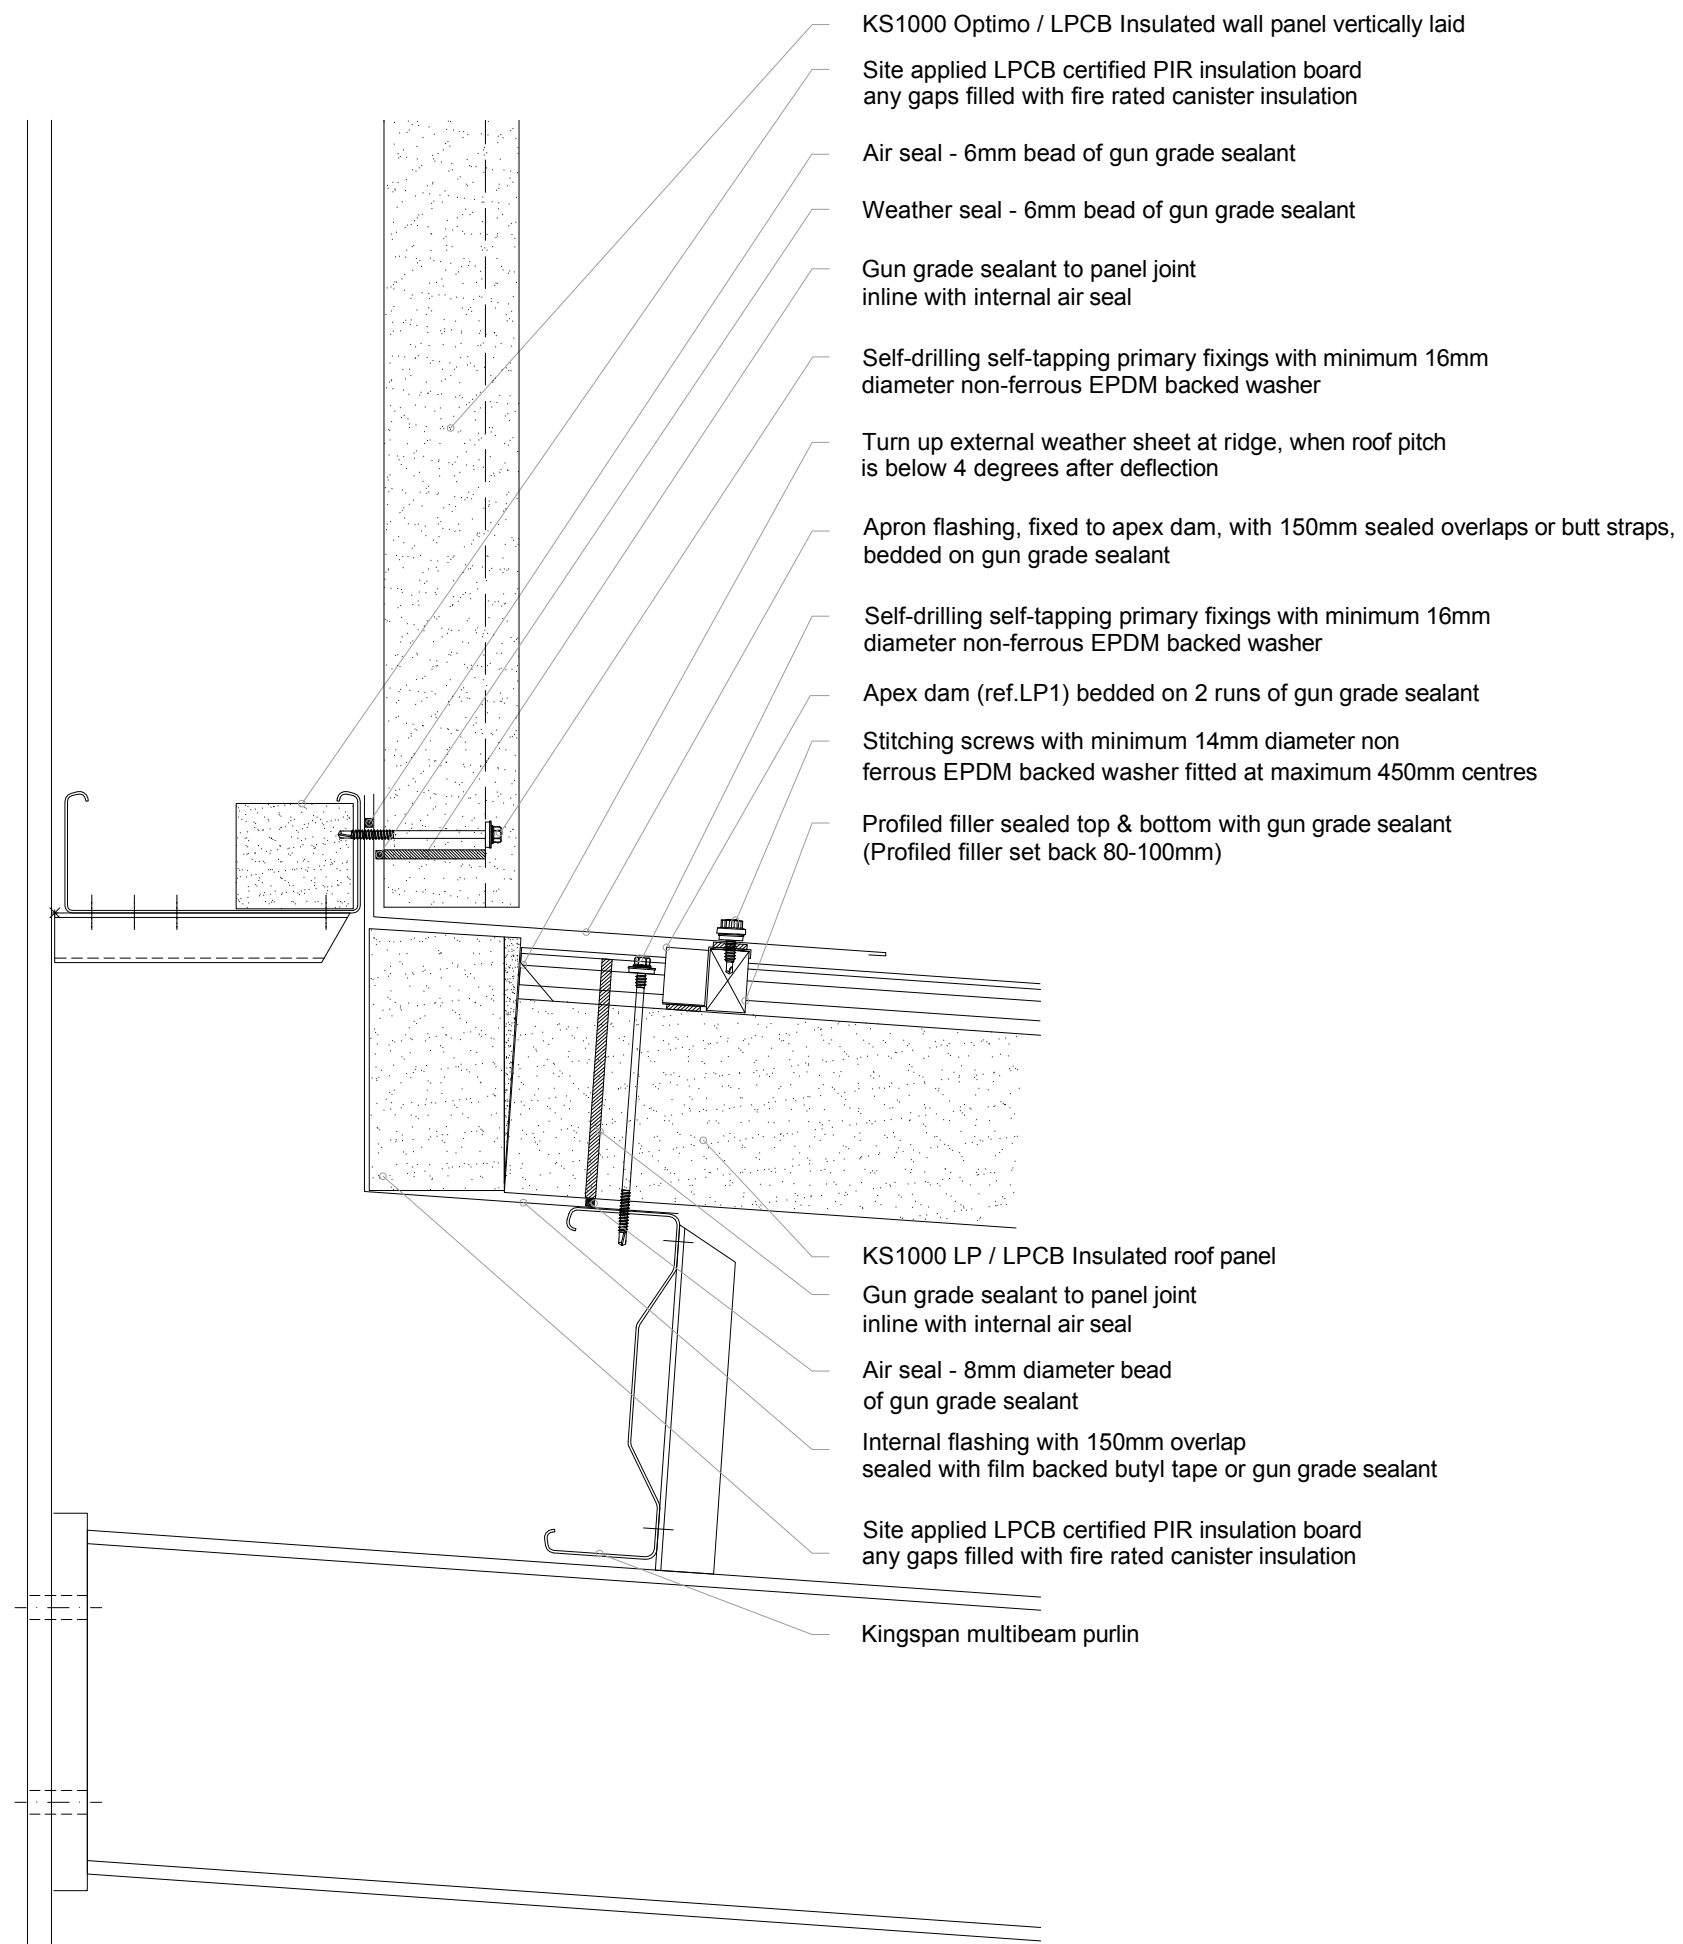 KS1000 Optimo / LPCB Insulated wall panel vertically laid
Site applied LPCB certified PIR insulation board
any gaps filled with fire rated canister insulation
Air seal - 6mm bead of gun grade sealant
Weather seal - 6mm bead of gun grade sealant
Gun grade sealant to panel joint
inline with internal air seal
Self-drilling self-tapping primary fixings with minimum 16mm
diameter non-ferrous EPDM backed washer
Turn up external weather sheet at ridge, when roof pitch
is below 4 degrees after deflection
Apron flashing, fixed to apex dam, with 150mm sealed overlaps or butt straps,
bedded on gun grade sealant
Self-drilling self-tapping primary fixings with minimum 16mm
diameter non-ferrous EPDM backed washer
Apex dam (ref.LP1) bedded on 2 runs of gun grade sealant
Stitching screws with minimum 14mm diameter non
ferrous EPDM backed washer fitted at maximum 450mm centres
Profiled filler sealed top & bottom with gun grade sealant
(Profiled filler set back 80-100mm)
KS1000 LP / LPCB Insulated roof panel
Gun grade sealant to panel joint
inline with internal air seal
Air seal - 8mm diameter bead
of gun grade sealant
Internal flashing with 150mm overlap
sealed with film backed butyl tape or gun grade sealant
Site applied LPCB certified PIR insulation board
any gaps filled with fire rated canister insulation
Kingspan multibeam purlin